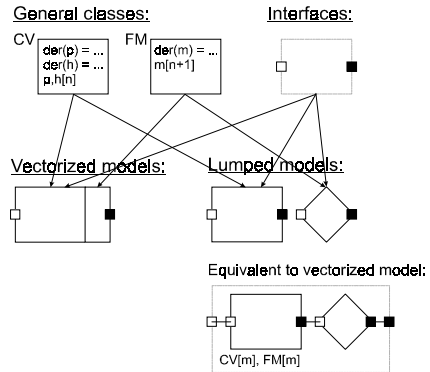 General classes:
Interfaces:
CV
der(p) = ...
der(h) = ...
p,h[n]
FM
der(m) = ...
m[n+1]
Vectorized models:
Lumped models:
Equivalent to vectorized model:
CV[m], FM[m]